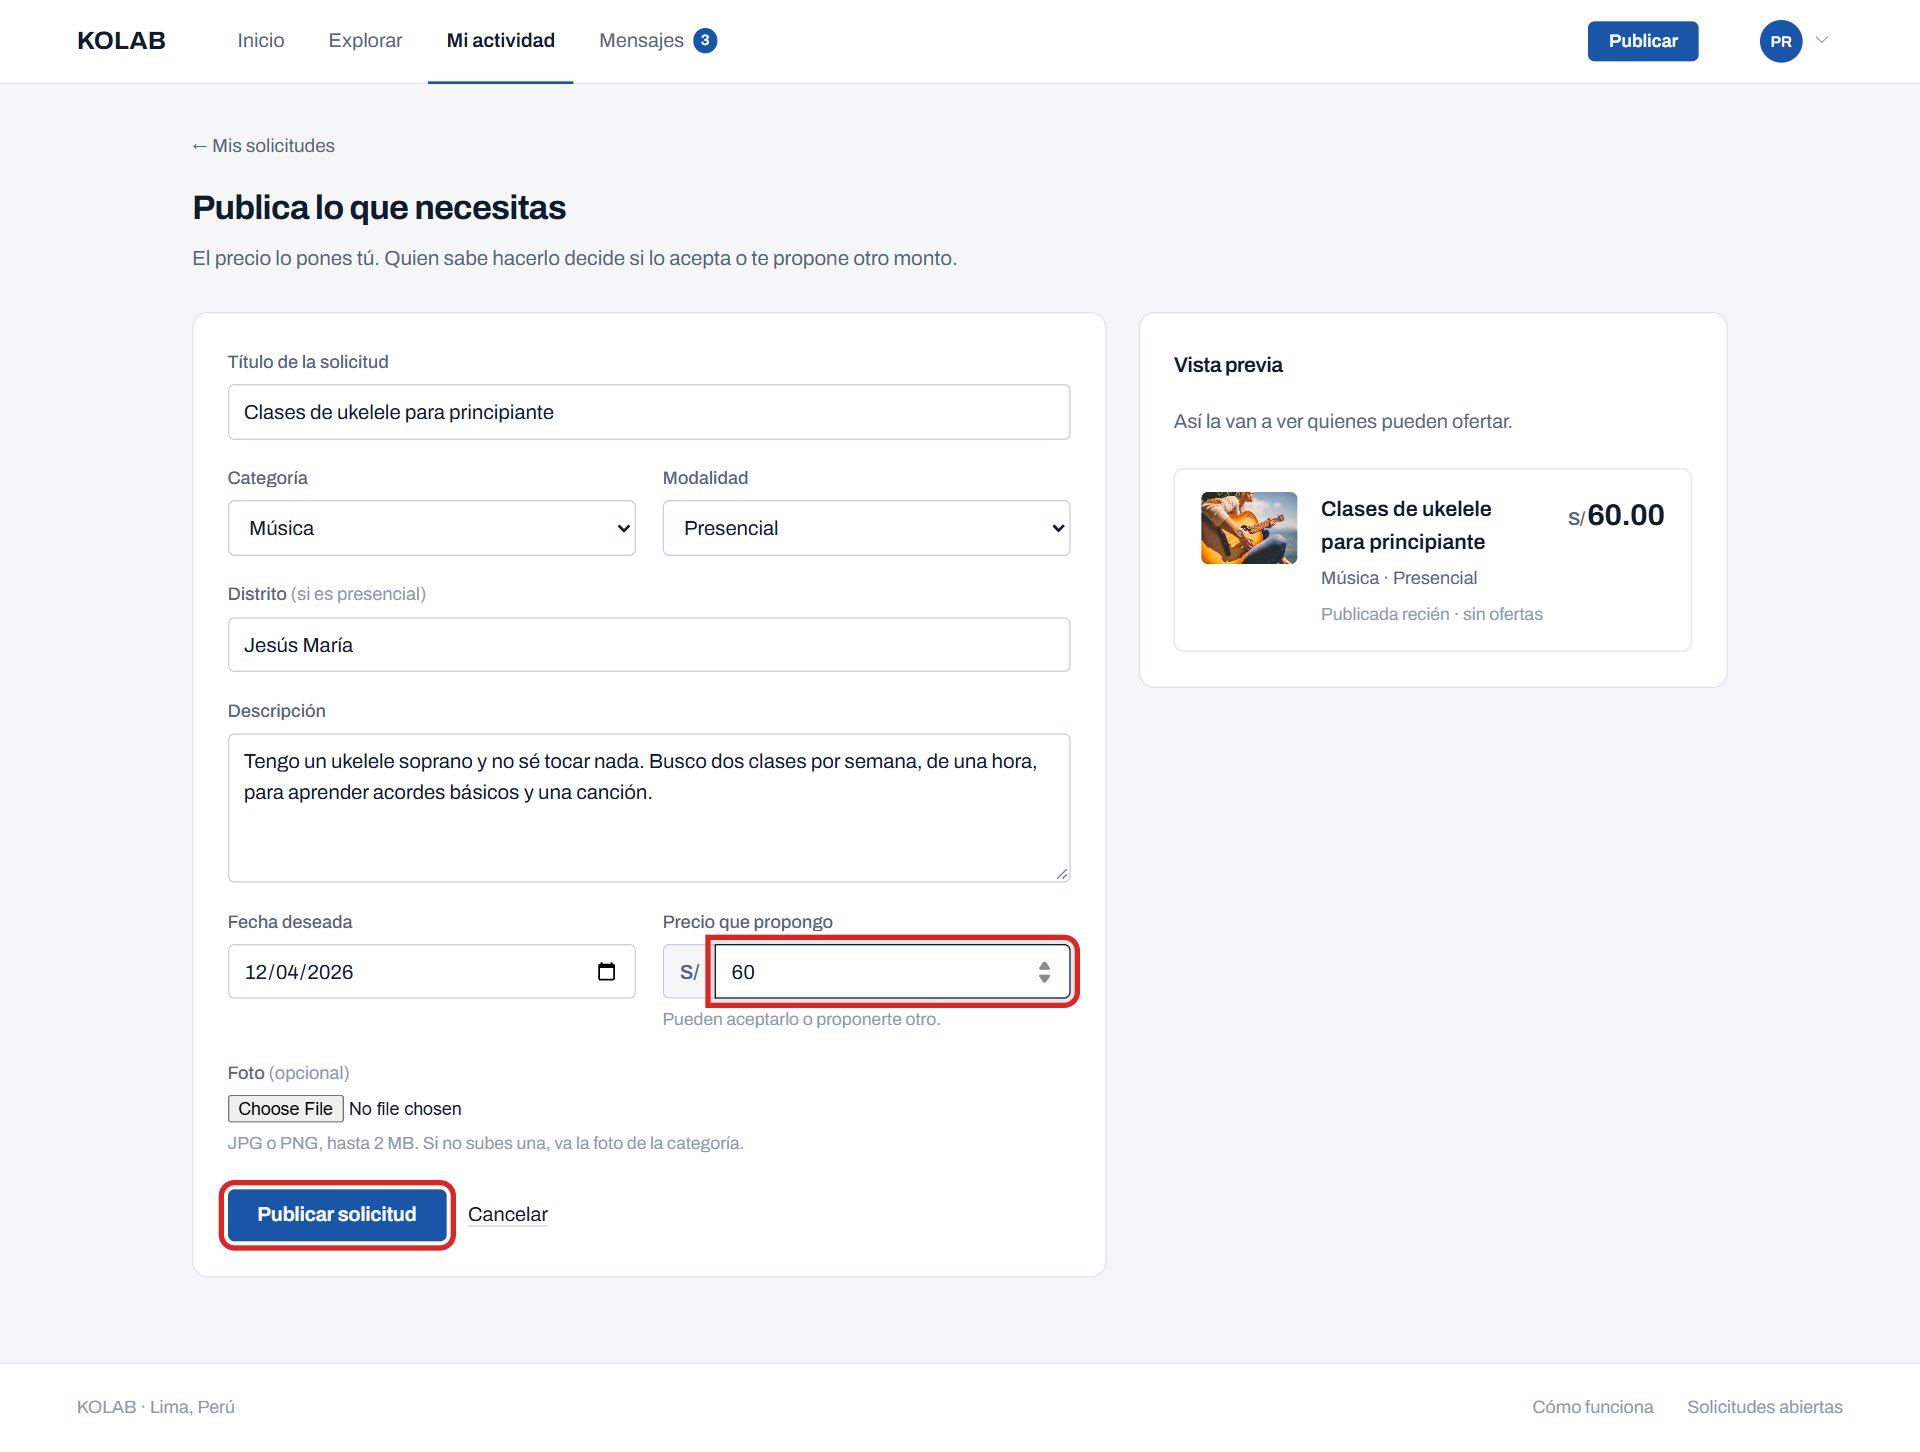 KOLAB
Inicio
Explorar
Mi actividad
Mensajes 3
Publicar
PR
← Mis solicitudes
Publica lo que necesitas
El precio lo pones tú. Quien sabe hacerlo decide si lo acepta o te propone otro monto.
Título de la solicitud
Clases de ukelele para principiante
Categoría
Música
Modalidad
Presencial
Distrito (si es presencial)
Jesús María
Descripción
Tengo un ukelele soprano y no sé tocar nada. Busco dos clases por semana, de una hora,
para aprender acordes básicos y una canción.
Fecha deseada
12/04/2026
Precio que propongo
S/ 60
Pueden aceptarlo o proponerte otro.
Foto (opcional)
Choose File No file chosen
JPG o PNG, hasta 2 MB. Si no subes una, va la foto de la categoría.
Publicar solicitud
Cancelar
Vista previa
Así la van a ver quienes pueden ofertar.
Clases de ukelele
para principiante
S/60.00
Música · Presencial
Publicada recién · sin ofertas
KOLAB · Lima, Perú
Cómo funciona
Solicitudes abiertas